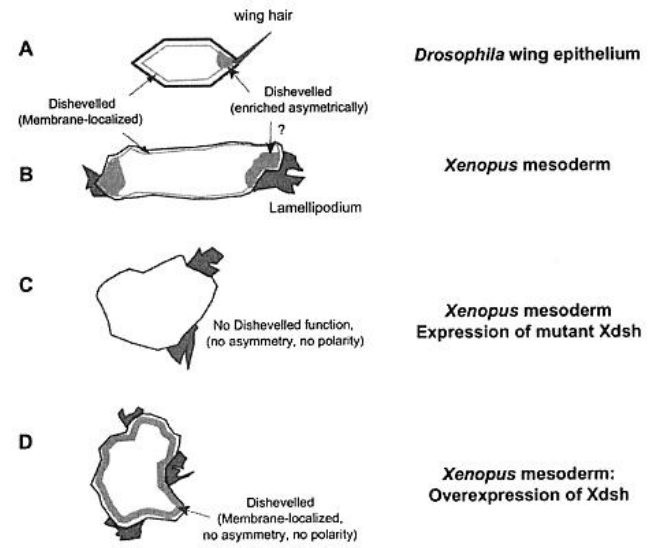 wing hair
A
Drosophila wing epithelium
Dishevelled
(Membrane-localized)
Dishevelled
(enriched asymetrically)
?
B
Xenopus mesoderm
Lamellipodium
C
No Dishevelled function,
(no asymmetry, no polarity)
Xenopus mesoderm
Expression of mutant Xdsh
D
Xenopus mesoderm:
Overexpression of Xdsh
Dishevelled
(Membrane-localized,
no asymmetry, no polarity)